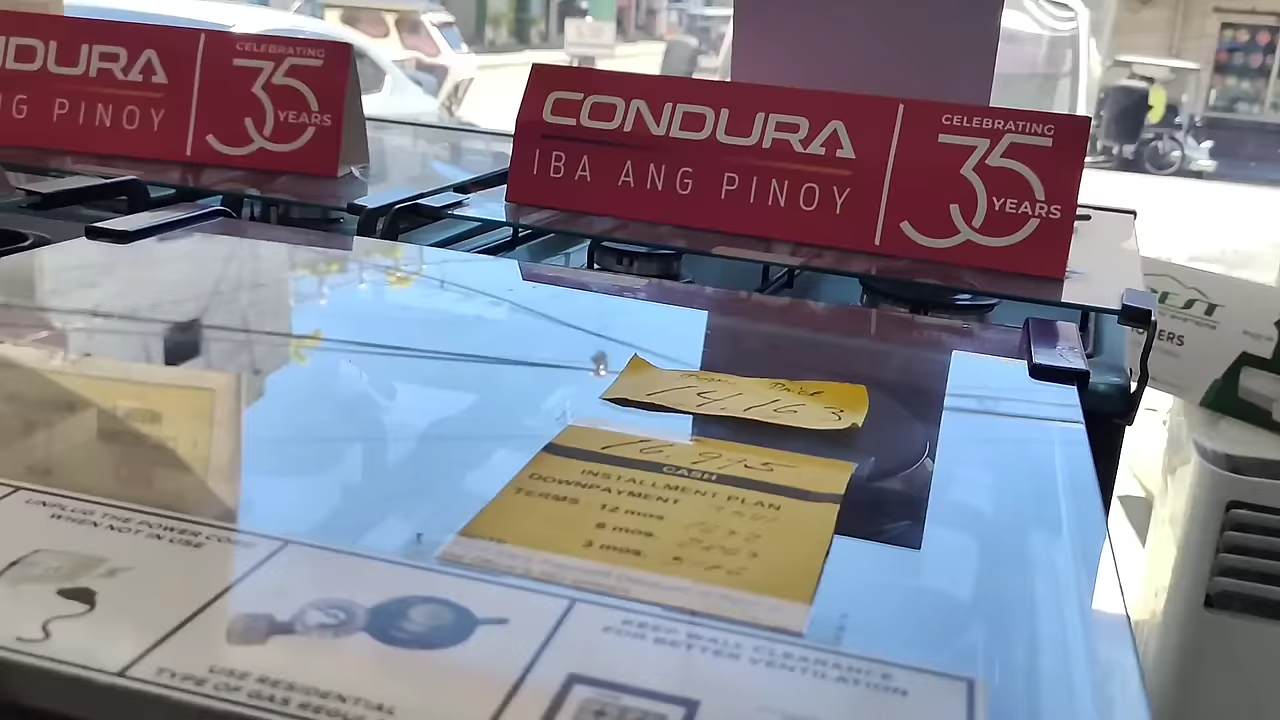 NDURA
NG PINOY
CELEBRATING
35
YEARS
CONDURA
IBA ANG PINOY
CELEBRATING
35
YEARS
Price
14,163
16,995
CASH
INSTALLMENT PLAN
DOWNPAYMENT
TERMS
12 mos
6 mos.
3 mos.
UNPLUG THE POWER CORD
WHEN NOT IN USE
USE RESIDENTIAL
TYPE OF GAS REGU
KEEP WALL CLEARANCE
FOR BETTER VENTILATION